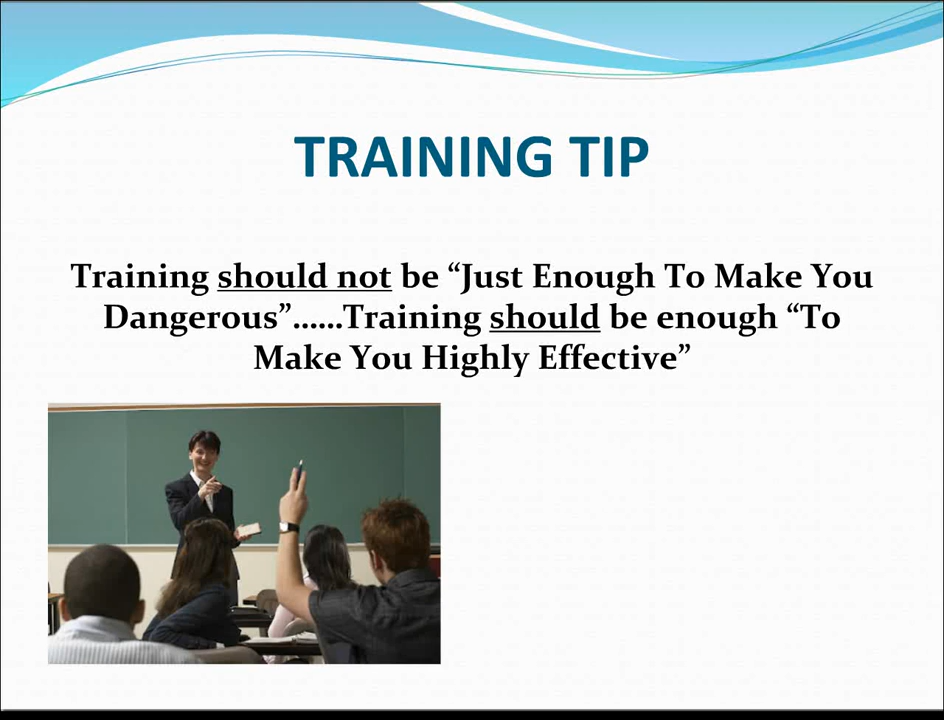 TRAINING TIP
Training should not be “Just Enough To Make You
Dangerous”......Training should be enough “To
Make You Highly Effective”